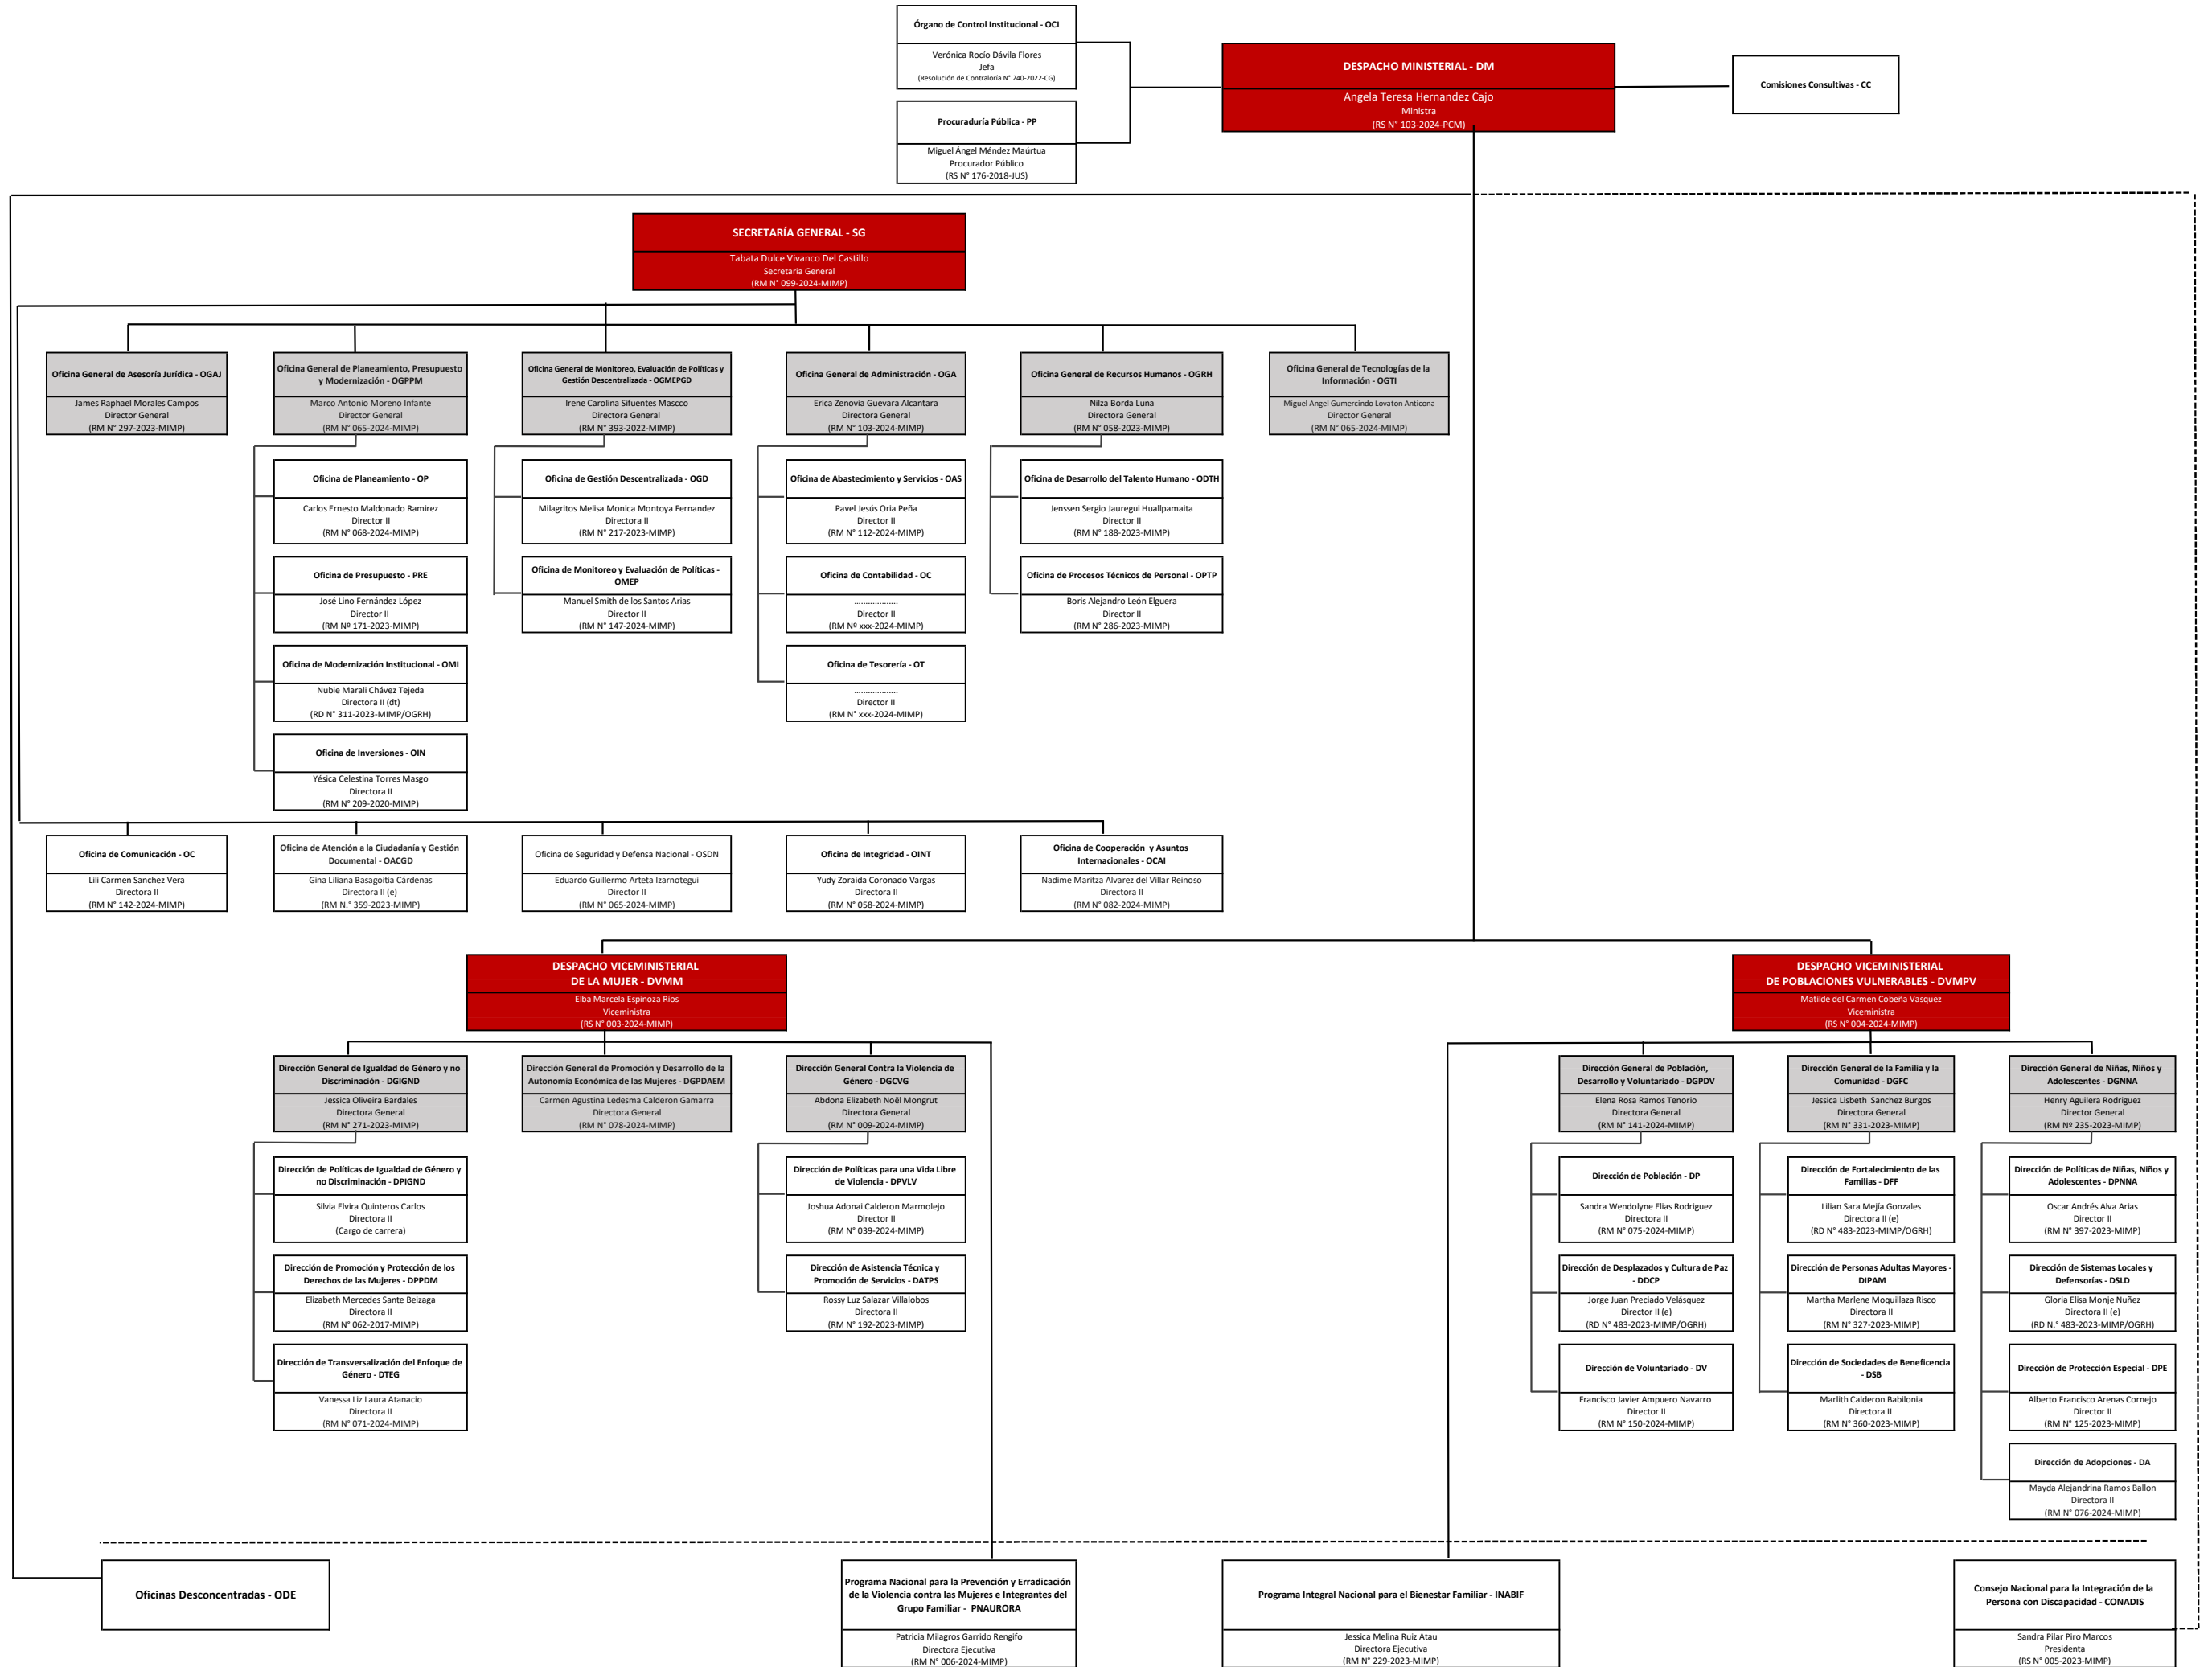 Órgano de Control Institucional - OCI
Verónica Rocío Dávila Flores
Jefa
(Resolución de Contraloría N° 240-2022-CG)
Procuraduría Pública - PP
Miguel Ángel Méndez Maúrtua
Procurador Público
(RS N° 176-2018-JUS)
DESPACHO MINISTERIAL - DM
Angela Teresa Hernandez Cajo
Ministra
(RS N° 103-2024-PCM)
Comisiones Consultivas - CC
SECRETARÍA GENERAL - SG
Tabata Dulce Vivanco Del Castillo
Secretaria General
(RM N° 099-2024-MIMP)
Oficina General de Asesoría Jurídica - OGAJ
James Raphael Morales Campos
Director General
(RM N° 297-2023-MIMP)
Oficina General de Planeamiento, Presupuesto
y Modernización - OGPPM
Marco Antonio Moreno Infante
Director General
(RM N° 065-2024-MIMP)
Oficina General de Monitoreo, Evaluación de Políticas y
Gestión Descentralizada - OGMEPGD
Irene Carolina Sifuentes Mascco
Directora General
(RM N° 393-2022-MIMP)
Oficina General de Administración - OGA
Erica Zenovia Guevara Alcantara
Directora General
(RM N° 103-2024-MIMP)
Oficina General de Recursos Humanos - OGRH
Nilza Borda Luna
Directora General
(RM N° 058-2023-MIMP)
Oficina General de Tecnologías de la
Información - OGTI
Miguel Angel Gumercindo Lovaton Anticona
Director General
(RM N° 065-2024-MIMP)
Oficina de Planeamiento - OP
Carlos Ernesto Maldonado Ramirez
Director II
(RM N° 068-2024-MIMP)
Oficina de Presupuesto - PRE
José Lino Fernández López
Director II
(RM Nº 171-2023-MIMP)
Oficina de Modernización Institucional - OMI
Nubie Marali Chávez Tejeda
Directora II (dt)
(RD N° 311-2023-MIMP/OGRH)
Oficina de Inversiones - OIN
Yésica Celestina Torres Masgo
Directora II
(RM N° 209-2020-MIMP)
Oficina de Gestión Descentralizada - OGD
Milagritos Melisa Monica Montoya Fernandez
Directora II
(RM N° 217-2023-MIMP)
Oficina de Monitoreo y Evaluación de Políticas -
OMEP
Manuel Smith de los Santos Arias
Director II
(RM N° 147-2024-MIMP)
Oficina de Abastecimiento y Servicios - OAS
Pavel Jesús Oria Peña
Director II
(RM N° 112-2024-MIMP)
Oficina de Contabilidad - OC
..................
Director II
(RM Nº xxx-2024-MIMP)
Oficina de Tesorería - OT
..................
Director II
(RM N° xxx-2024-MIMP)
Oficina de Desarrollo del Talento Humano - ODTH
Jenssen Sergio Jauregui Huallpamaita
Director II
(RM N° 188-2023-MIMP)
Oficina de Procesos Técnicos de Personal - OPTP
Boris Alejandro León Elguera
Director II
(RM N° 286-2023-MIMP)
Oficina de Comunicación - OC
Lili Carmen Sanchez Vera
Directora II
(RM N° 142-2024-MIMP)
Oficina de Atención a la Ciudadanía y Gestión
Documental - OACGD
Gina Liliana Basagoitia Cárdenas
Directora II (e)
(RM N.° 359-2023-MIMP)
Oficina de Seguridad y Defensa Nacional - OSDN
Eduardo Guillermo Arteta Izarnotegui
Director II
(RM N° 065-2024-MIMP)
Oficina de Integridad - OINT
Yudy Zoraida Coronado Vargas
Directora II
(RM N° 058-2024-MIMP)
Oficina de Cooperación y Asuntos
Internacionales - OCAI
Nadime Maritza Alvarez del Villar Reinoso
Directora II
(RM N° 082-2024-MIMP)
DESPACHO VICEMINISTERIAL
DE LA MUJER - DVMM
Elba Marcela Espinoza Ríos
Viceministra
(RS N° 003-2024-MIMP)
DESPACHO VICEMINISTERIAL
DE POBLACIONES VULNERABLES - DVMPV
Matilde del Carmen Cobeña Vasquez
Viceministra
(RS N° 004-2024-MIMP)
Dirección General de Igualdad de Género y no
Discriminación - DGIGND
Jessica Oliveira Bardales
Directora General
(RM N° 271-2023-MIMP)
Dirección General de Promoción y Desarrollo de la
Autonomía Económica de las Mujeres - DGPDAEM
Carmen Agustina Ledesma Calderon Gamarra
Directora General
(RM N° 078-2024-MIMP)
Dirección General Contra la Violencia de
Género - DGCVG
Abdona Elizabeth Noël Mongrut
Directora General
(RM N° 009-2024-MIMP)
Dirección General de Población,
Desarrollo y Voluntariado - DGPDV
Elena Rosa Ramos Tenorio
Directora General
(RM N° 141-2024-MIMP)
Dirección General de la Familia y la
Comunidad - DGFC
Jessica Lisbeth Sanchez Burgos
Directora General
(RM N° 331-2023-MIMP)
Dirección General de Niñas, Niños y
Adolescentes - DGNNA
Henry Aguilera Rodriguez
Director General
(RM Nº 235-2023-MIMP)
Dirección de Políticas de Igualdad de Género y
no Discriminación - DPIGND
Silvia Elvira Quinteros Carlos
Directora II
(Cargo de carrera)
Dirección de Promoción y Protección de los
Derechos de las Mujeres - DPPDM
Elizabeth Mercedes Sante Beizaga
Directora II
(RM N° 062-2017-MIMP)
Dirección de Transversalización del Enfoque de
Género - DTEG
Vanessa Liz Laura Atanacio
Directora II
(RM N° 071-2024-MIMP)
Dirección de Políticas para una Vida Libre
de Violencia - DPVLV
Joshua Adonai Calderon Marmolejo
Director II
(RM N° 039-2024-MIMP)
Dirección de Asistencia Técnica y
Promoción de Servicios - DATPS
Rossy Luz Salazar Villalobos
Directora II
(RM N° 192-2023-MIMP)
Dirección de Población - DP
Sandra Wendolyne Elias Rodriguez
Directora II
(RM N° 075-2024-MIMP)
Dirección de Desplazados y Cultura de Paz
- DDCP
Jorge Juan Preciado Velásquez
Director II (e)
(RD N° 483-2023-MIMP/OGRH)
Dirección de Voluntariado - DV
Francisco Javier Ampuero Navarro
Director II
(RM N° 150-2024-MIMP)
Dirección de Fortalecimiento de las
Familias - DFF
Lilian Sara Mejía Gonzales
Directora II (e)
(RD N° 483-2023-MIMP/OGRH)
Dirección de Personas Adultas Mayores -
DIPAM
Martha Marlene Moquillaza Risco
Directora II
(RM N° 327-2023-MIMP)
Dirección de Sociedades de Beneficencia
- DSB
Marlith Calderon Babilonia
Directora II
(RM N° 360-2023-MIMP)
Dirección de Políticas de Niñas, Niños y
Adolescentes - DPNNA
Oscar Andrés Alva Arias
Director II
(RM N° 397-2023-MIMP)
Dirección de Sistemas Locales y
Defensorías - DSLD
Gloria Elisa Monje Nuñez
Directora II (e)
(RD N.° 483-2023-MIMP/OGRH)
Dirección de Protección Especial - DPE
Alberto Francisco Arenas Cornejo
Director II
(RM N° 125-2023-MIMP)
Dirección de Adopciones - DA
Mayda Alejandrina Ramos Ballon
Directora II
(RM N° 076-2024-MIMP)
Oficinas Desconcentradas - ODE
Programa Nacional para la Prevención y Erradicación
de la Violencia contra las Mujeres e Integrantes del
Grupo Familiar - PNAURORA
Patricia Milagros Garrido Rengifo
Directora Ejecutiva
(RM N° 006-2024-MIMP)
Programa Integral Nacional para el Bienestar Familiar - INABIF
Jessica Melina Ruiz Atau
Directora Ejecutiva
(RM N° 229-2023-MIMP)
Consejo Nacional para la Integración de la
Persona con Discapacidad - CONADIS
Sandra Pilar Piro Marcos
Presidenta
(RS N° 005-2023-MIMP)